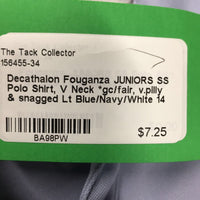 The Tack Collector
156455-34
Decathalon Fouganza JUNIORS SS
Polo Shirt, V Neck *gc/fair, v.pilly
& snagged Lt Blue/Navy/White 14
BA98PW
$7.25